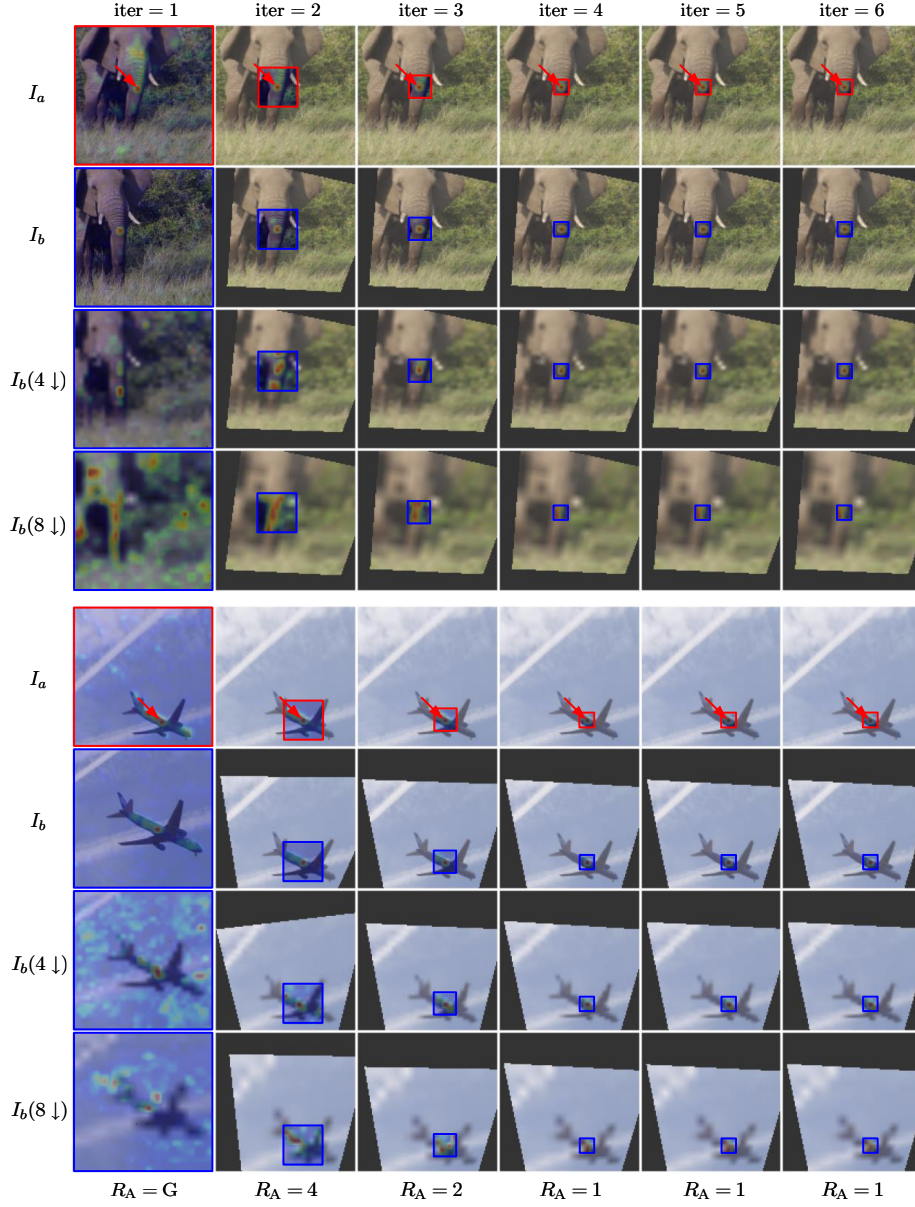 iter = 1 iter = 2 iter = 3 iter = 4 iter = 5 iter = 6
I_a
I_b
I_b(4 ↓)
I_b(8 ↓)
I_a
I_b
I_b(4 ↓)
I_b(8 ↓)
R_A = G R_A = 4 R_A = 2 R_A = 1 R_A = 1 R_A = 1